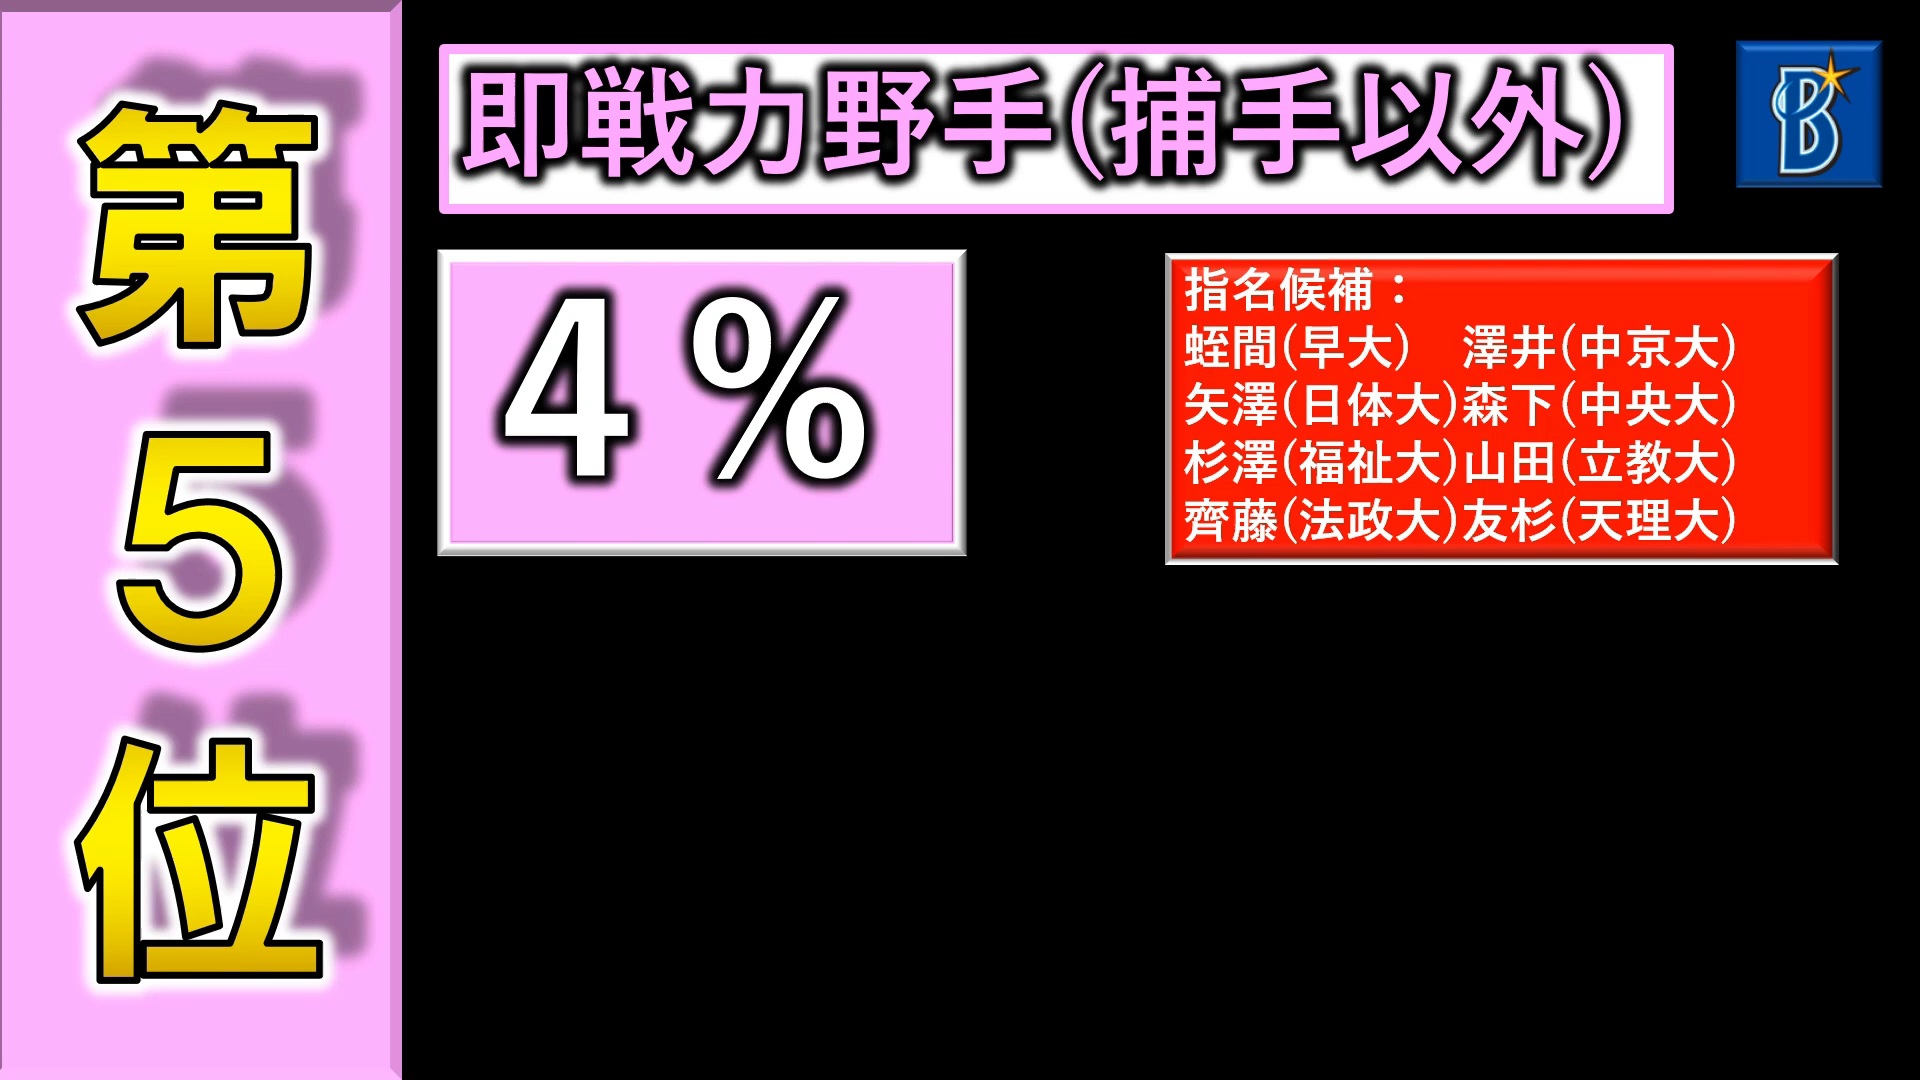 第5位
即戦力野手(捕手以外)
B
4%
指名候補：
蛭間(早大)　澤井(中京大)
矢澤(日体大)森下(中央大)
杉澤(福祉大)山田(立教大)
齊藤(法政大)友杉(天理大)